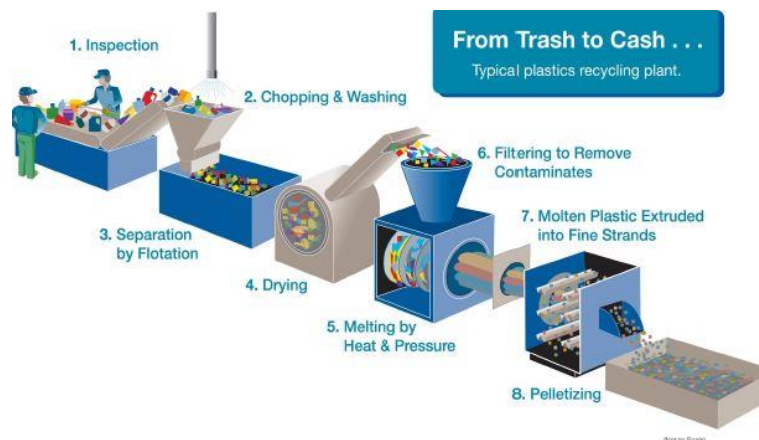 From Trash to Cash . . .
Typical plastics recycling plant.
1. Inspection
2. Chopping & Washing
3. Separation
by Flotation
4. Drying
5. Melting by
Heat & Pressure
6. Filtering to Remove
Contaminates
7. Molten Plastic Extruded
into Fine Strands
8. Pelletizing